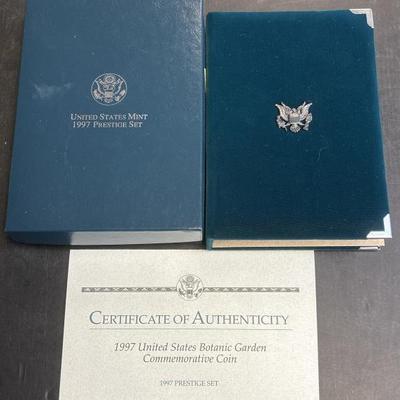 UNITED STATES MINT
1997 PRESTIGE SET
CERTIFICATE OF AUTHENTICITY
1997 United States Botanic Garden
Commemorative Coin
1997 PRESTIGE SET